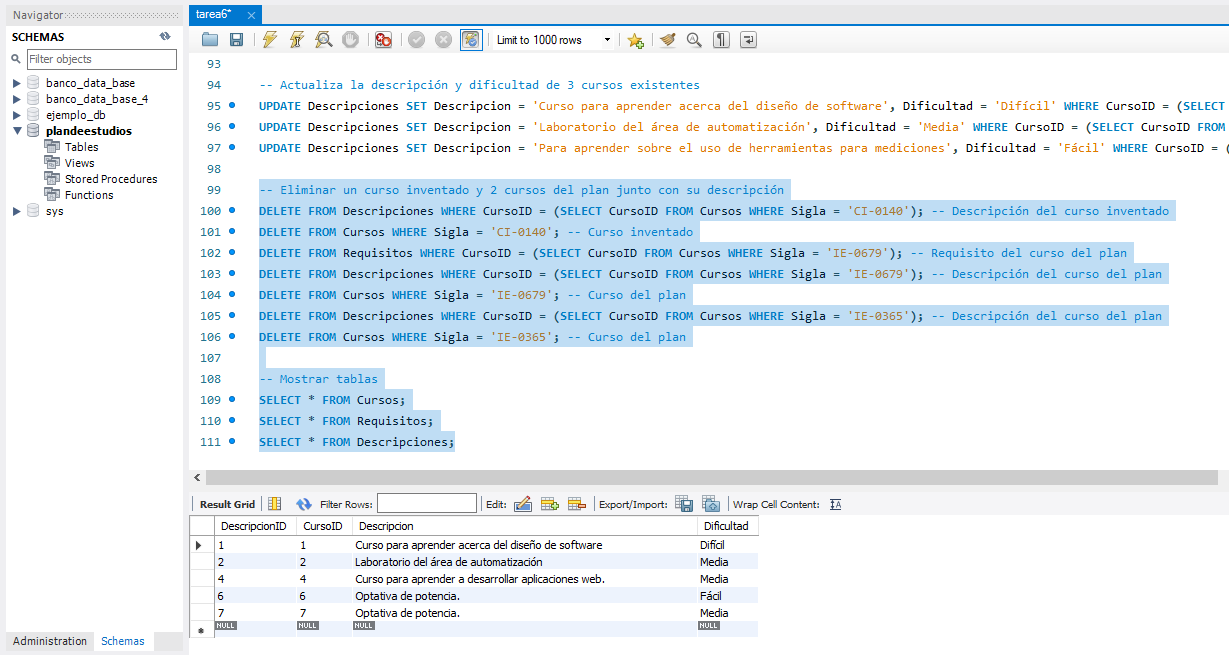 Navigator
SCHEMAS
Filter objects
banco_data_base
banco_data_base_4
ejemplo_db
plandeestudios
Tables
Views
Stored Procedures
Functions
sys
Administration Schemas
tarea6*
Limit to 1000 rows
93
94 -- Actualiza la descripción y dificultad de 3 cursos existentes
95 UPDATE Descripciones SET Descripcion = 'Curso para aprender acerca del diseño de software', Dificultad = 'Difícil' WHERE CursoID = (SELECT
96 UPDATE Descripciones SET Descripcion = 'Laboratorio del área de automatización', Dificultad = 'Media' WHERE CursoID = (SELECT CursoID FROM
97 UPDATE Descripciones SET Descripcion = 'Para aprender sobre el uso de herramientas para mediciones', Dificultad = 'Fácil' WHERE CursoID = (
98
99 -- Eliminar un curso inventado y 2 cursos del plan junto con su descripción
100 DELETE FROM Descripciones WHERE CursoID = (SELECT CursoID FROM Cursos WHERE Sigla = 'CI-0140'); -- Descripción del curso inventado
101 DELETE FROM Cursos WHERE Sigla = 'CI-0140'; -- Curso inventado
102 DELETE FROM Requisitos WHERE CursoID = (SELECT CursoID FROM Cursos WHERE Sigla = 'IE-0679'); -- Requisito del curso del plan
103 DELETE FROM Descripciones WHERE CursoID = (SELECT CursoID FROM Cursos WHERE Sigla = 'IE-0679'); -- Descripción del curso del plan
104 DELETE FROM Cursos WHERE Sigla = 'IE-0679'; -- Curso del plan
105 DELETE FROM Descripciones WHERE CursoID = (SELECT CursoID FROM Cursos WHERE Sigla = 'IE-0365'); -- Descripción del curso del plan
106 DELETE FROM Cursos WHERE Sigla = 'IE-0365'; -- Curso del plan
107
108 -- Mostrar tablas
109 SELECT * FROM Cursos;
110 SELECT * FROM Requisitos;
111 SELECT * FROM Descripciones;
Result Grid Filter Rows: Edit: Export/Import: Wrap Cell Content:
DescripcionID CursoID Descripcion Dificultad
1 1 Curso para aprender acerca del diseño de software Difícil
2 2 Laboratorio del área de automatización Media
4 4 Curso para aprender a desarrollar aplicaciones web. Media
6 6 Optativa de potencia. Fácil
7 7 Optativa de potencia. Media
NULL NULL NULL NULL